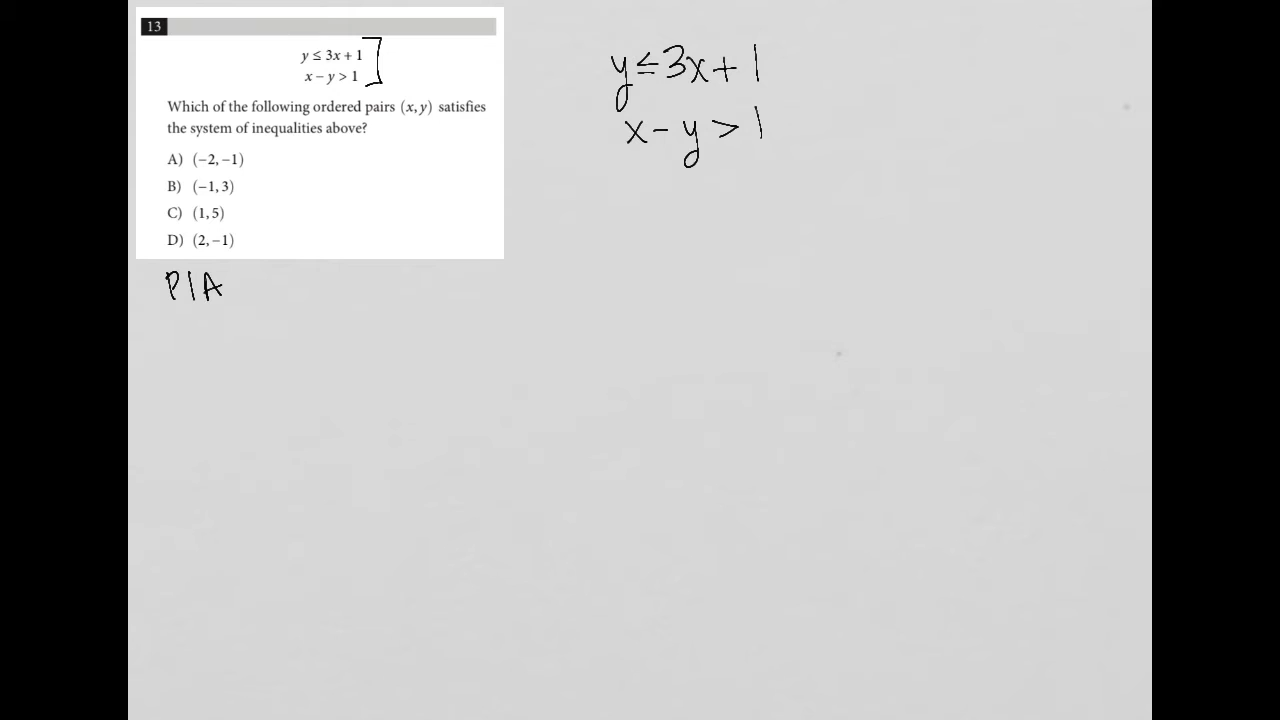 13
y ≤ 3x + 1
x − y > 1
Which of the following ordered pairs (x, y) satisfies
the system of inequalities above?
A) (−2, −1)
B) (−1, 3)
C) (1, 5)
D) (2, −1)
PIA
y ≤ 3x + 1
x − y > 1